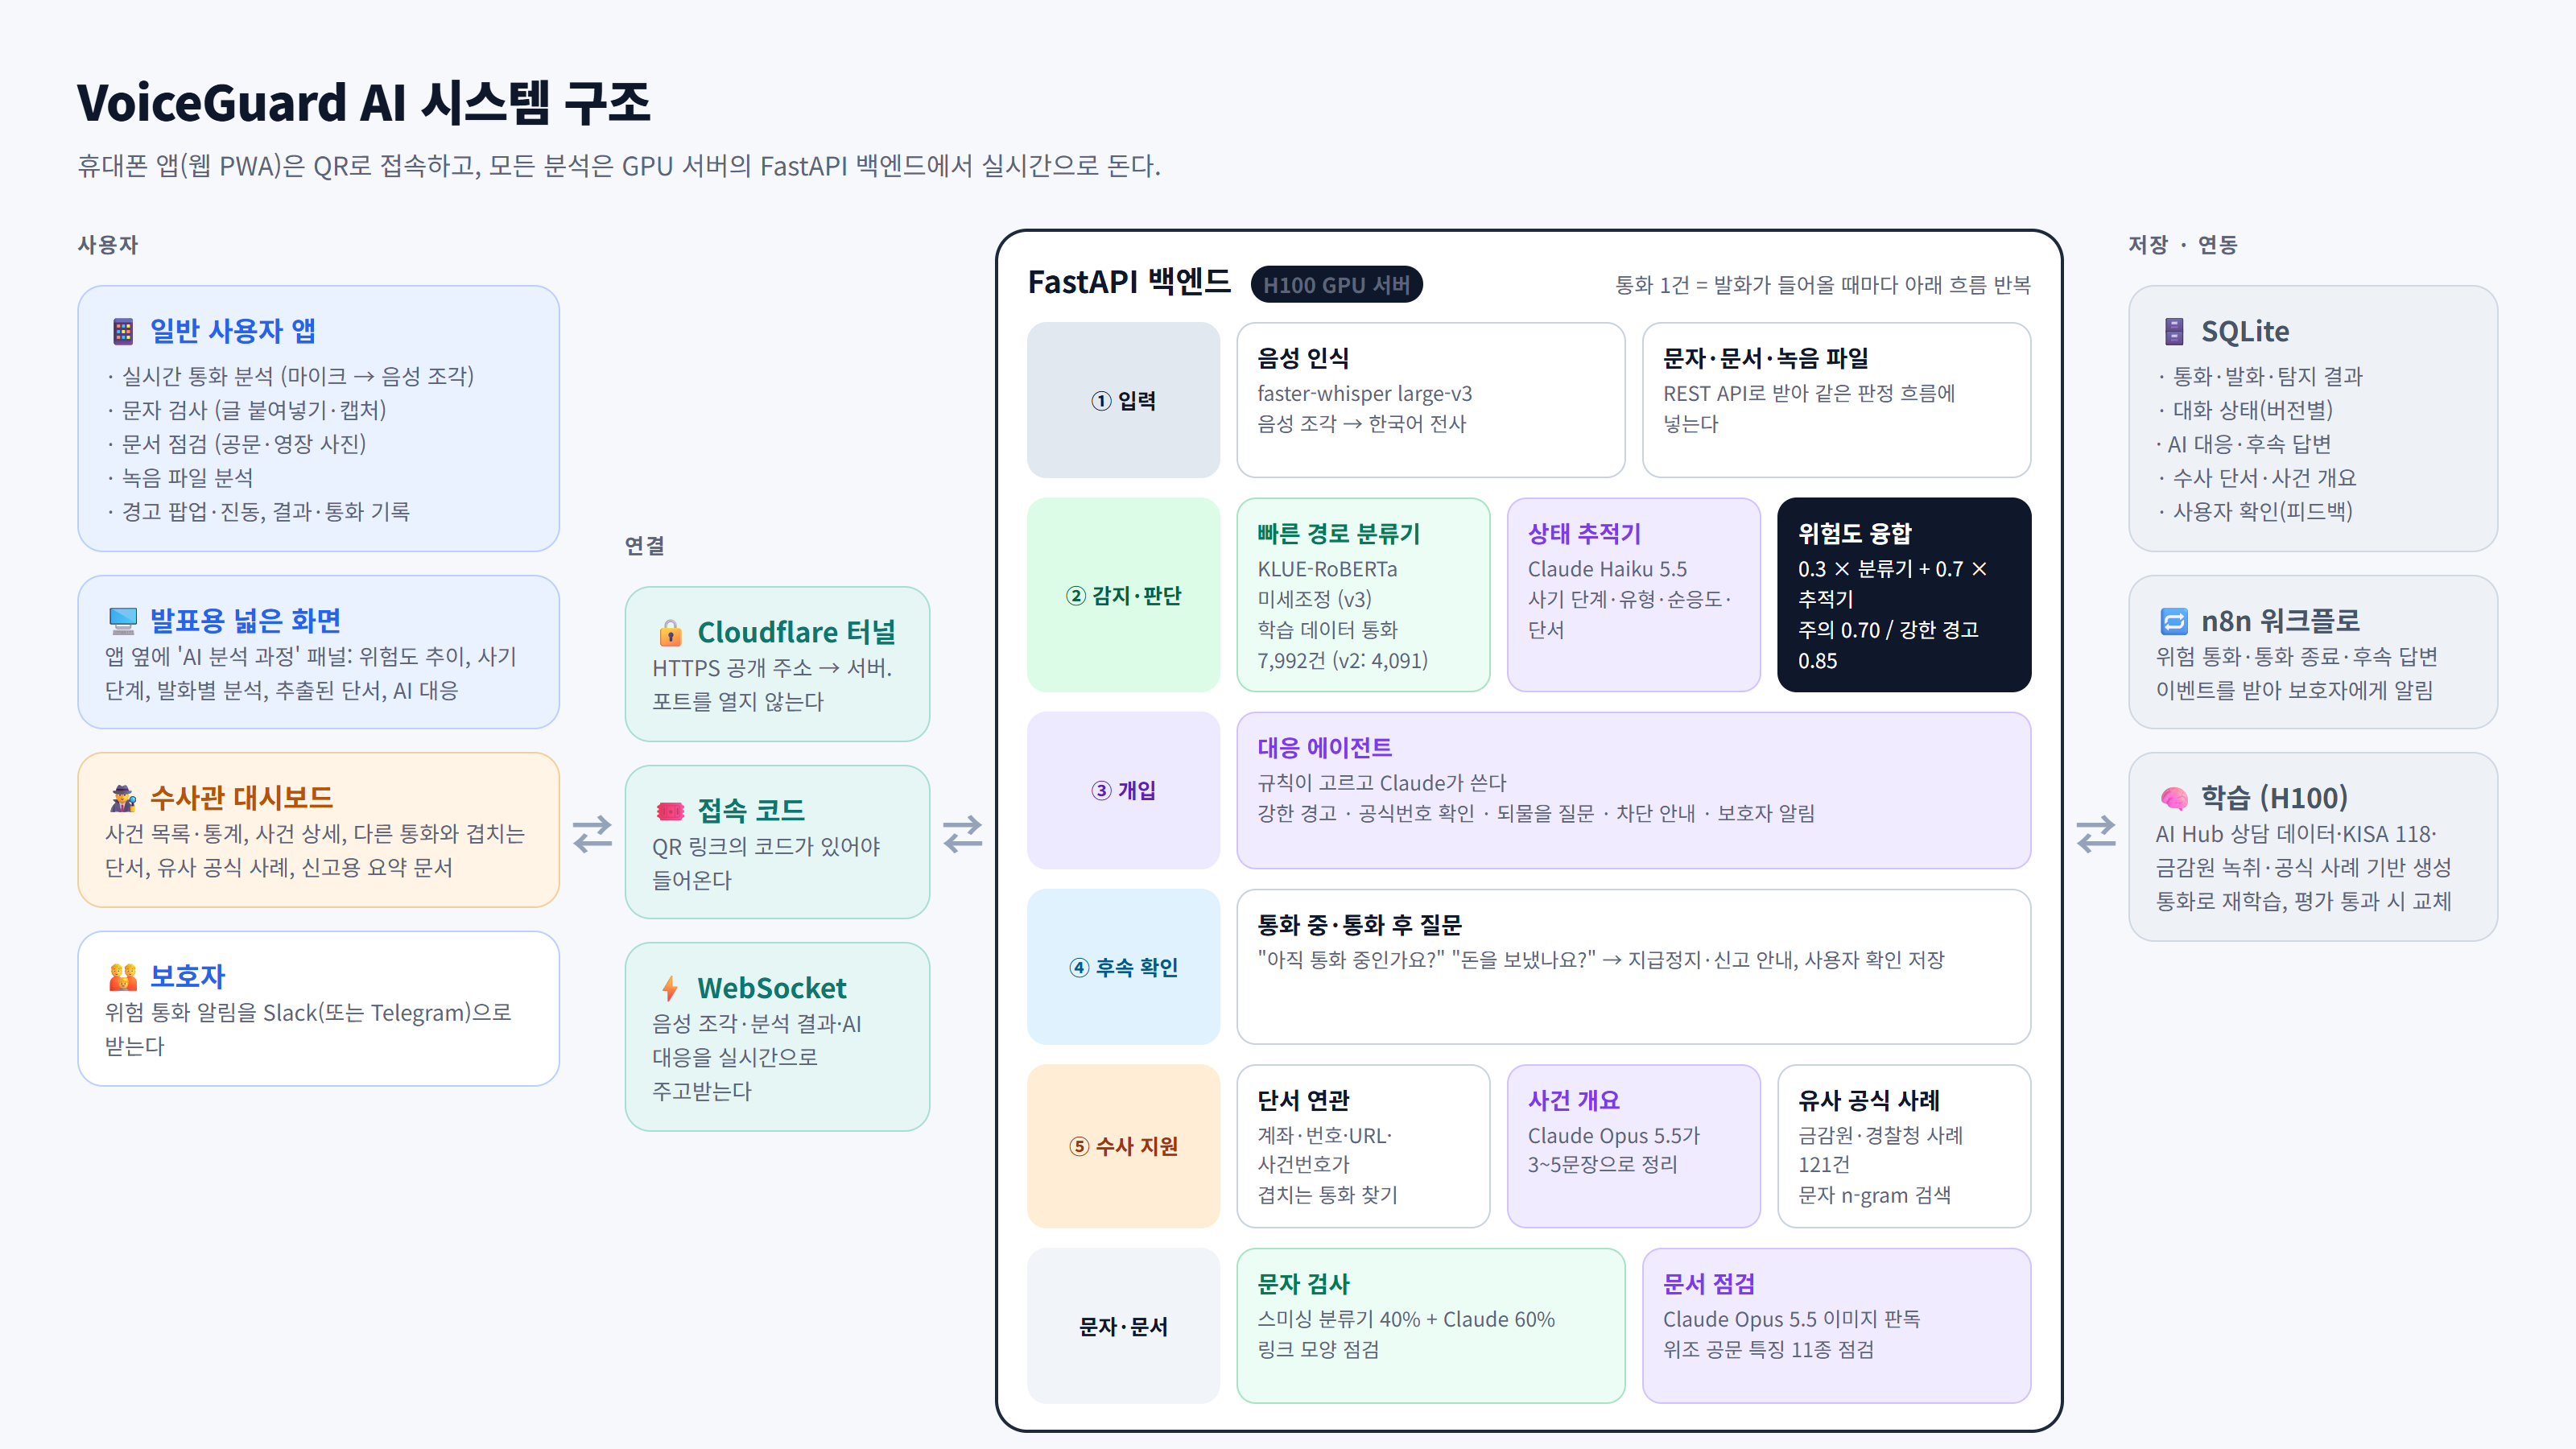 VoiceGuard AI 시스템 구조
휴대폰 앱(웹 PWA)은 QR로 접속하고, 모든 분석은 GPU 서버의 FastAPI 백엔드에서 실시간으로 돈다.
사용자
일반 사용자 앱
· 실시간 통화 분석 (마이크 → 음성 조각)
· 문자 검사 (글 붙여넣기·캡처)
· 문서 점검 (공문·영장 사진)
· 녹음 파일 분석
· 경고 팝업·진동, 결과·통화 기록
발표용 넓은 화면
앱 옆에 'AI 분석 과정' 패널: 위험도 추이, 사기
단계, 발화별 분석, 추출된 단서, AI 대응
수사관 대시보드
사건 목록·통계, 사건 상세, 다른 통화와 겹치는
단서, 유사 공식 사례, 신고용 요약 문서
보호자
위험 통화 알림을 Slack(또는 Telegram)으로
받는다
연결
Cloudflare 터널
HTTPS 공개 주소 → 서버.
포트를 열지 않는다
접속 코드
QR 링크의 코드가 있어야
들어온다
WebSocket
음성 조각·분석 결과·AI
대응을 실시간으로
주고받는다
FastAPI 백엔드
H100 GPU 서버
통화 1건 = 발화가 들어올 때마다 아래 흐름 반복
① 입력
음성 인식
faster-whisper large-v3
음성 조각 → 한국어 전사
문자·문서·녹음 파일
REST API로 받아 같은 판정 흐름에
넣는다
② 감지·판단
빠른 경로 분류기
KLUE-RoBERTa
미세조정 (v3)
학습 데이터 통화
7,992건 (v2: 4,091)
상태 추적기
Claude Haiku 5.5
사기 단계·유형·순응도·
단서
위험도 융합
0.3 × 분류기 + 0.7 ×
추적기
주의 0.70 / 강한 경고
0.85
③ 개입
대응 에이전트
규칙이 고르고 Claude가 쓴다
강한 경고 · 공식번호 확인 · 되물을 질문 · 차단 안내 · 보호자 알림
④ 후속 확인
통화 중·통화 후 질문
"아직 통화 중인가요?" "돈을 보냈나요?" → 지급정지·신고 안내, 사용자 확인 저장
⑤ 수사 지원
단서 연관
계좌·번호·URL·
사건번호가
겹치는 통화 찾기
사건 개요
Claude Opus 5.5가
3~5문장으로 정리
유사 공식 사례
금감원·경찰청 사례
121건
문자 n-gram 검색
문자·문서
문자 검사
스미싱 분류기 40% + Claude 60%
링크 모양 점검
문서 점검
Claude Opus 5.5 이미지 판독
위조 공문 특징 11종 점검
저장 · 연동
SQLite
· 통화·발화·탐지 결과
· 대화 상태(버전별)
· AI 대응·후속 답변
· 수사 단서·사건 개요
· 사용자 확인(피드백)
n8n 워크플로
위험 통화·통화 종료·후속 답변
이벤트를 받아 보호자에게 알림
학습 (H100)
AI Hub 상담 데이터·KISA 118·
금감원 녹취·공식 사례 기반 생성
통화로 재학습, 평가 통과 시 교체